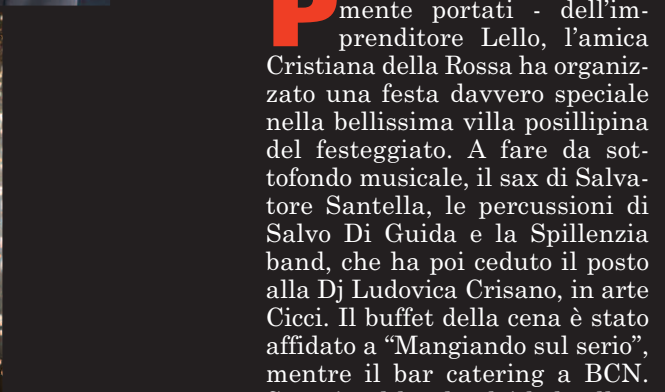 P
mente portati - dell'im-
prenditore Lello, l'amica
Cristiana della Rossa ha organiz-
zato una festa davvero speciale
nella bellissima villa posillipina
del festeggiato. A fare da sot-
tofondo musicale, il sax di Salva-
tore Santella, le percussioni di
Salvo Di Guida e la Spillenzia
band, che ha poi ceduto il posto
alla Dj Ludovica Crisano, in arte
Cicci. Il buffet della cena è stato
affidato a “Mangiando sul serio”,
mentre il bar catering a BCN.